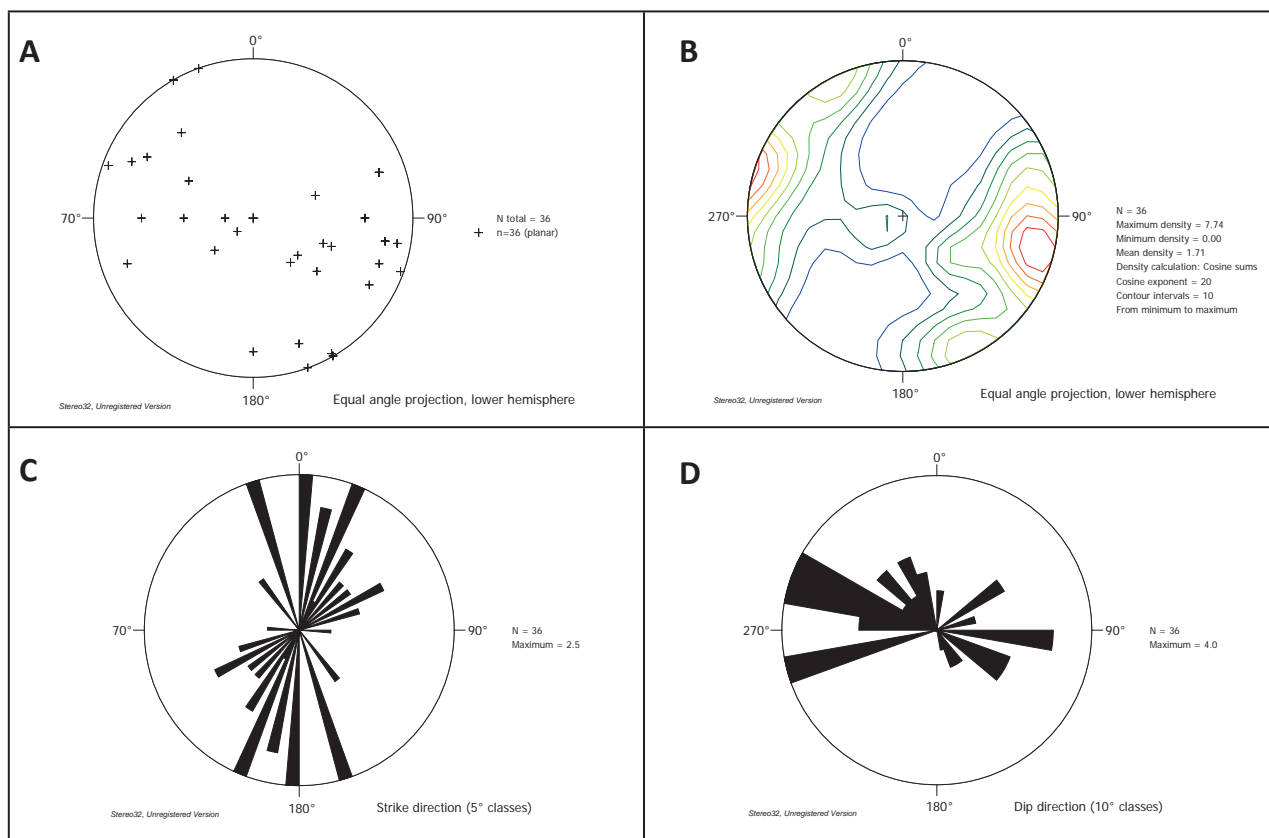 A
0°
70°
90°
N total = 36
n=36 (planar)
180°
Stereo32, Unregistered Version
Equal angle projection, lower hemisphere
B
0°
270°
90°
N = 36
Maximum density = 7.74
Minimum density = 0.00
Mean density = 1.71
Density calculation: Cosine sums
Cosine exponent = 20
Contour intervals = 10
From minimum to maximum
180°
Stereo32, Unregistered Version
Equal angle projection, lower hemisphere
C
0°
70°
90°
N = 36
Maximum = 2.5
180°
Stereo32, Unregistered Version
Strike direction (5° classes)
D
0°
270°
90°
N = 36
Maximum = 4.0
180°
Stereo32, Unregistered Version
Dip direction (10° classes)